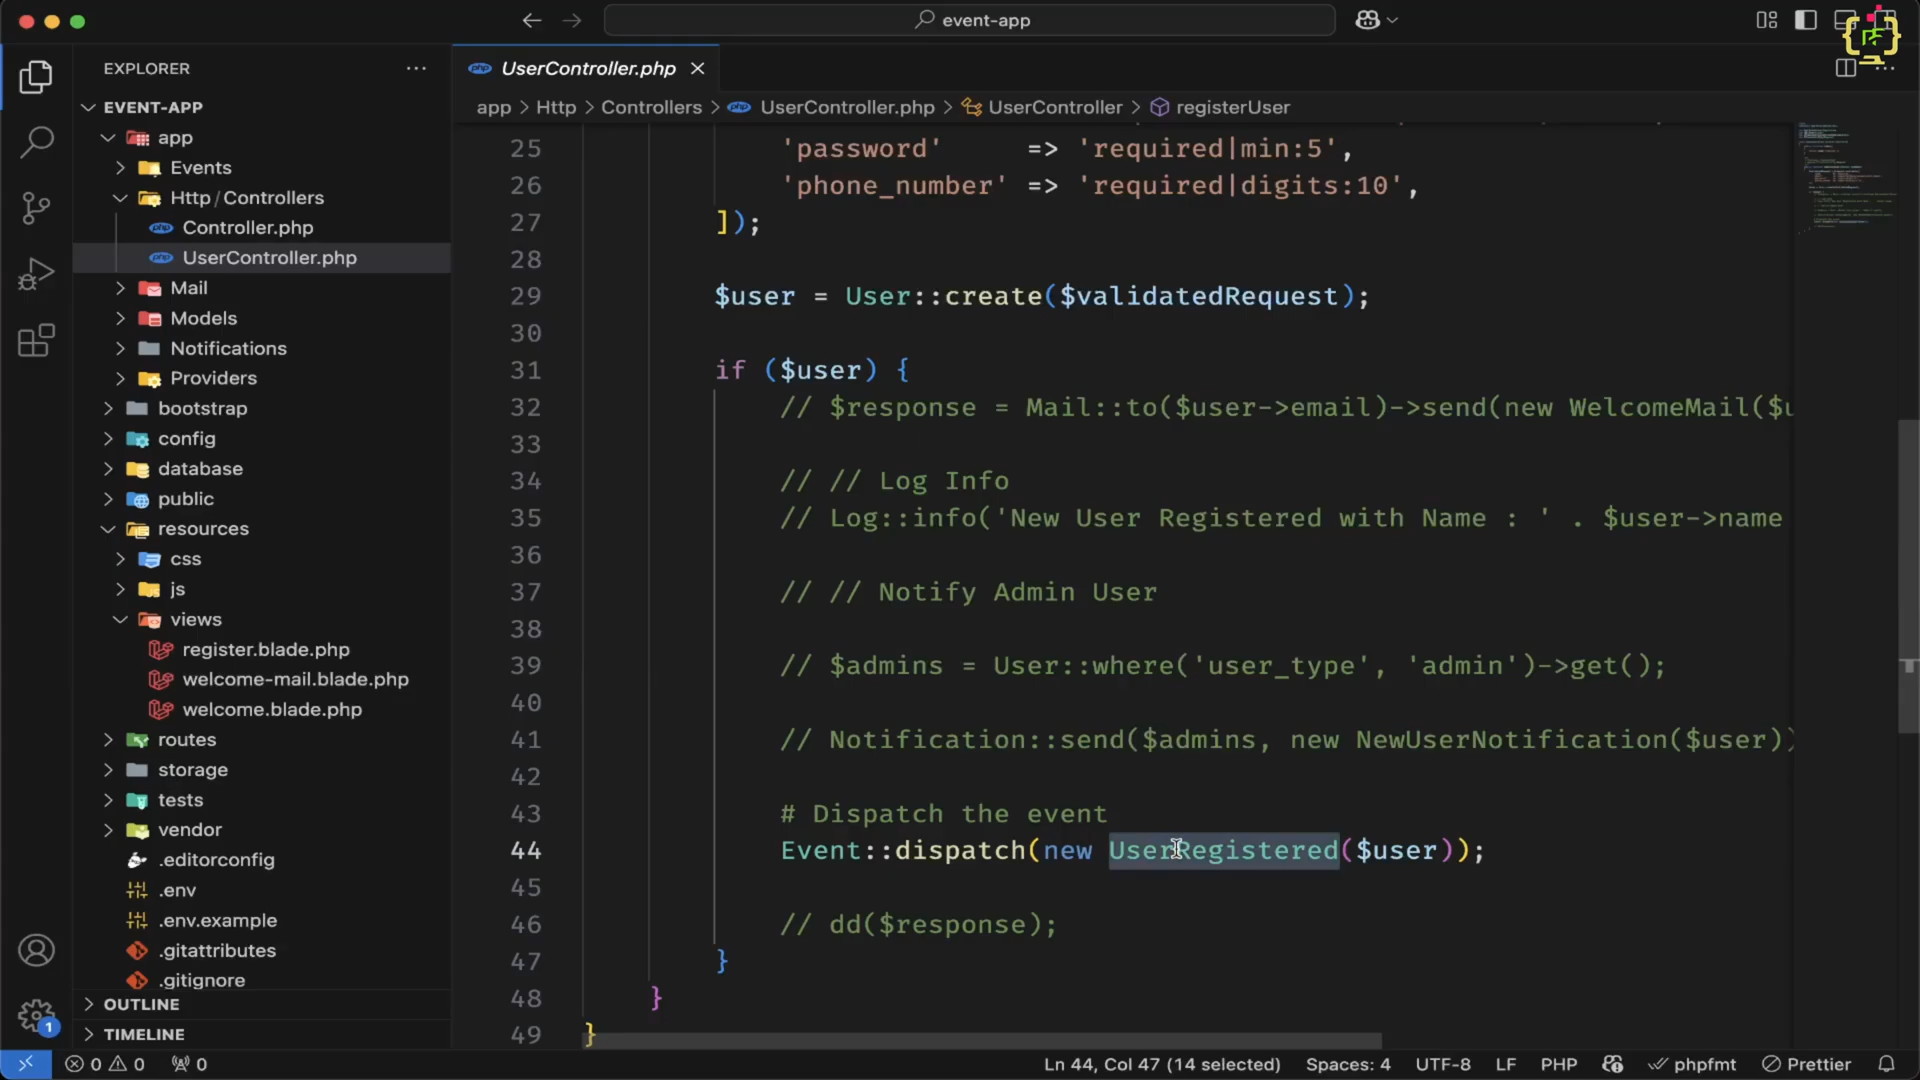 event-app
EXPLORER
UserController.php
EVENT-APP
app > Http > Controllers > UserController.php > UserController > registerUser
app
Events
Http / Controllers
Controller.php
UserController.php
Mail
Models
Notifications
Providers
bootstrap
config
database
public
resources
css
js
views
register.blade.php
welcome-mail.blade.php
welcome.blade.php
routes
storage
tests
vendor
.editorconfig
.env
.env.example
.gitattributes
.gitignore
OUTLINE
TIMELINE
25 'password' => 'required|min:5',
26 'phone_number' => 'required|digits:10',
27 ]);
28
29 $user = User::create($validatedRequest);
30
31 if ($user) {
32 // $response = Mail::to($user->email)->send(new WelcomeMail($u
33
34 // // Log Info
35 // Log::info('New User Registered with Name : ' . $user->name
36
37 // // Notify Admin User
38
39 // $admins = User::where('user_type', 'admin')->get();
40
41 // Notification::send($admins, new NewUserNotification($user))
42
43 # Dispatch the event
44 Event::dispatch(new UserRegistered($user));
45
46 // dd($response);
47 }
48 }
49 }
1
0 0 0
Ln 44, Col 47 (14 selected) Spaces: 4 UTF-8 LF PHP phpfmt Prettier